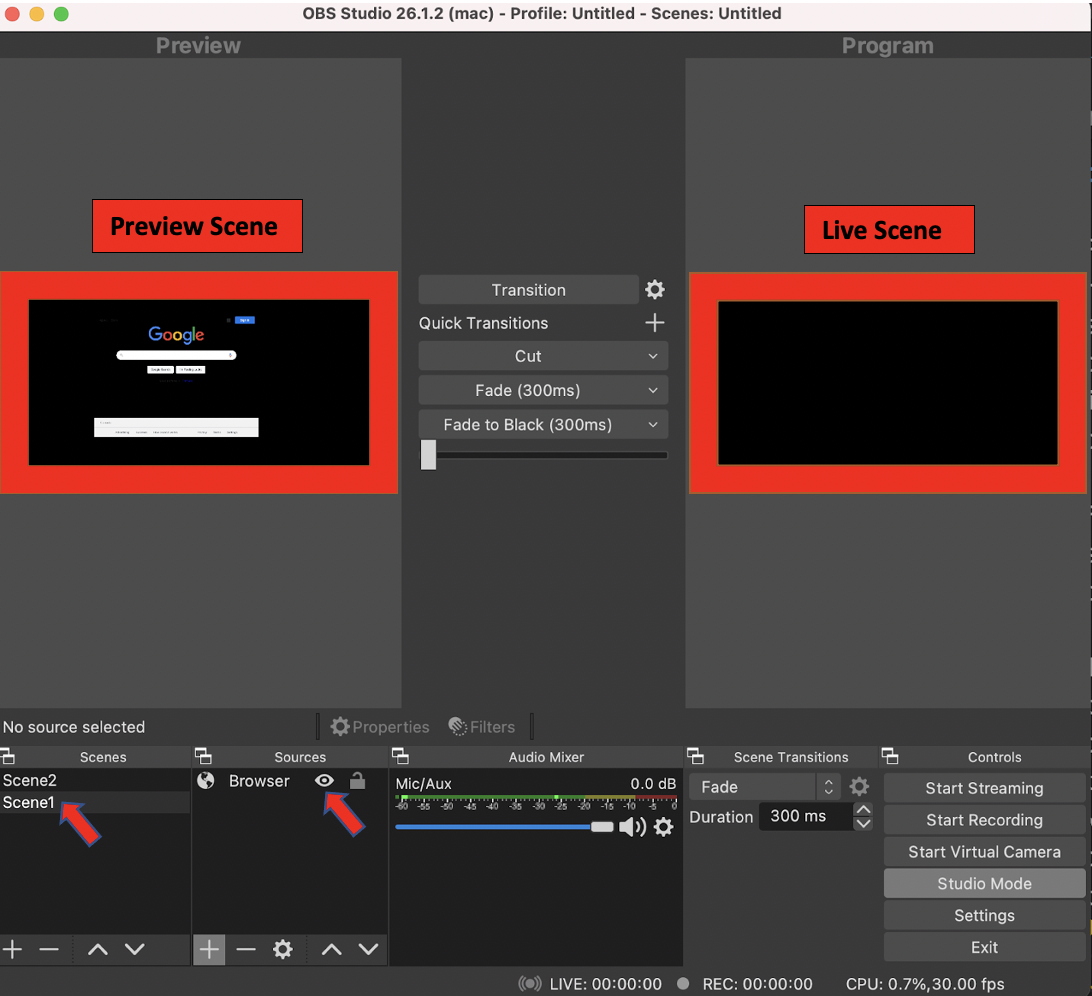 OBS Studio 26.1.2 (mac) - Profile: Untitled - Scenes: Untitled
Preview
Program
Preview Scene
Live Scene
Google
Transition
Quick Transitions
Cut
Fade (300ms)
Fade to Black (300ms)
No source selected
Properties
Filters
Scenes
Sources
Audio Mixer
Scene Transitions
Controls
Scene2
Scene1
Browser
Mic/Aux
0.0 dB
-60 -55 -50 -45 -40 -35 -30 -25 -20 -15 -10 -5 0
Fade
Duration
300 ms
Start Streaming
Start Recording
Start Virtual Camera
Studio Mode
Settings
Exit
LIVE: 00:00:00
REC: 00:00:00
CPU: 0.7%,30.00 fps